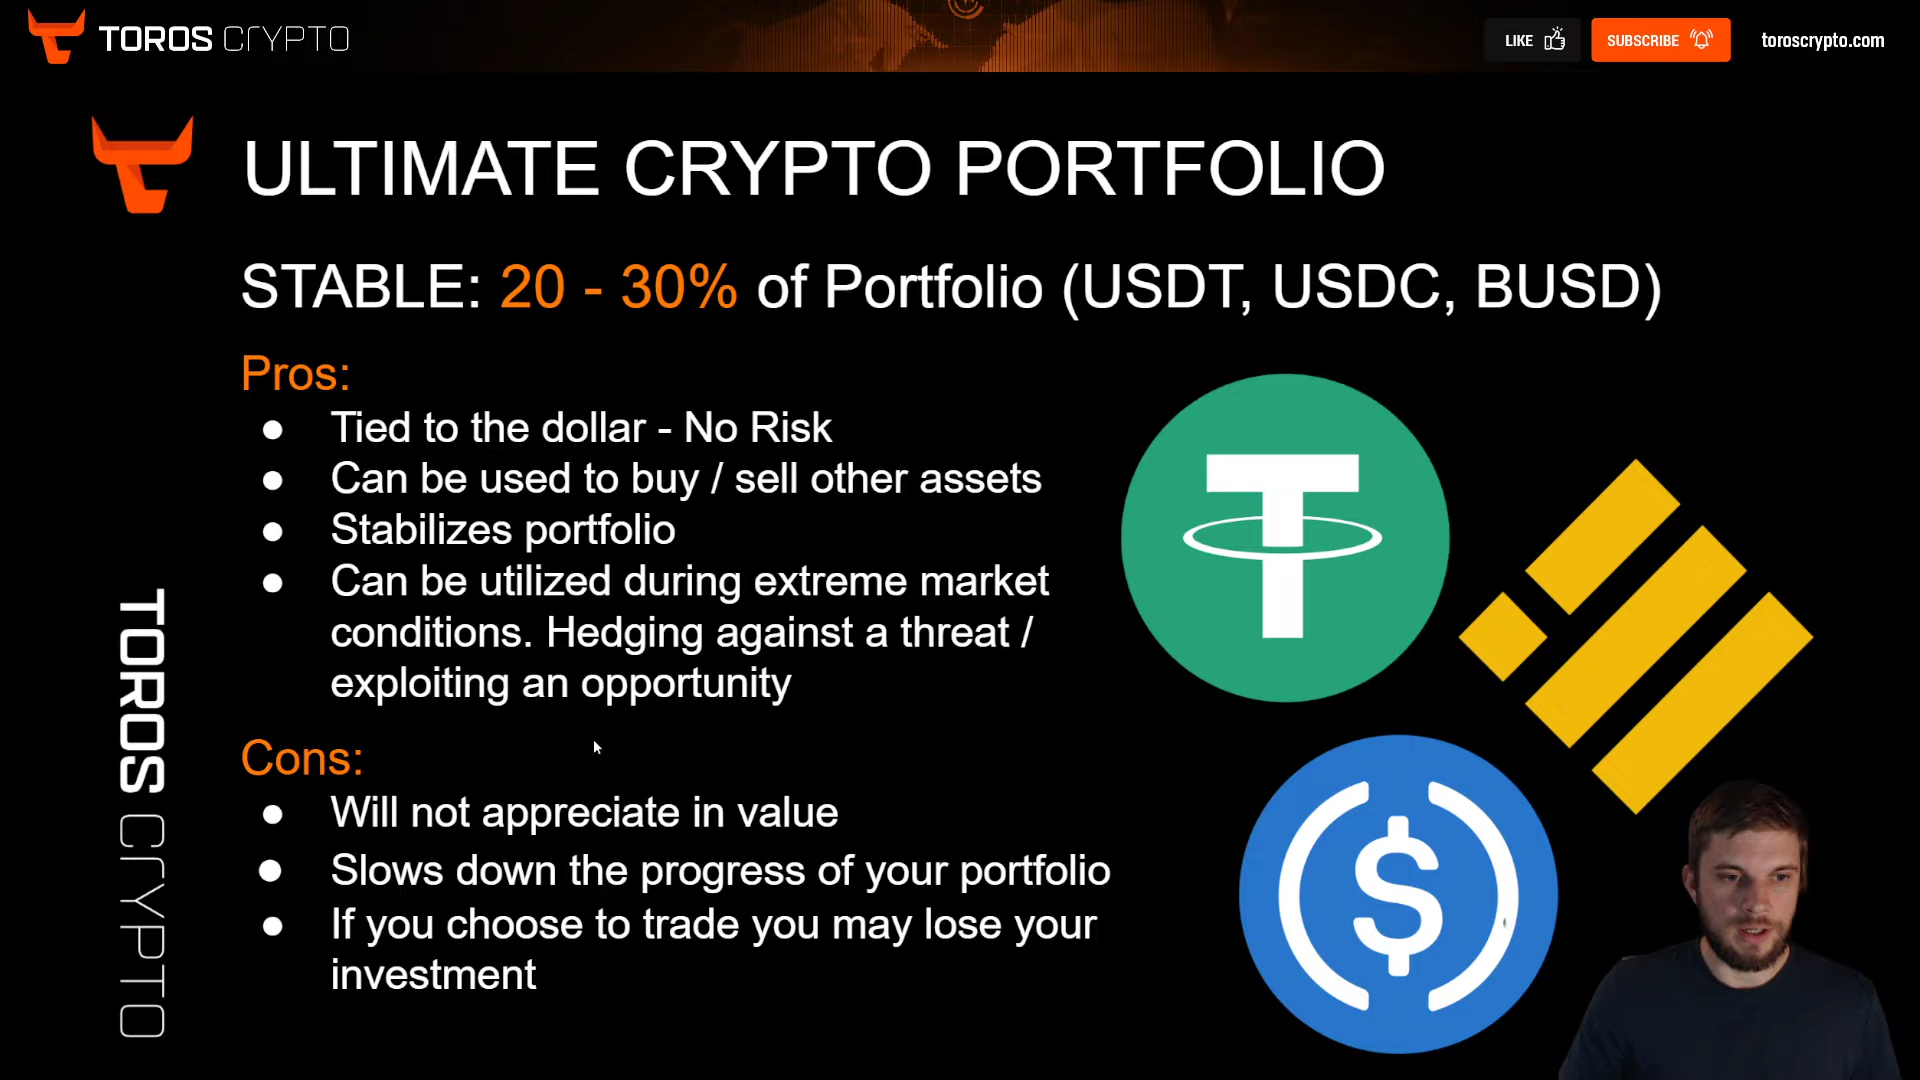 TOROS CRYPTO
LIKE
SUBSCRIBE
toroscrypto.com
ULTIMATE CRYPTO PORTFOLIO
STABLE: 20 - 30% of Portfolio (USDT, USDC, BUSD)
Pros:
● Tied to the dollar - No Risk
● Can be used to buy / sell other assets
● Stabilizes portfolio
● Can be utilized during extreme market
conditions. Hedging against a threat /
exploiting an opportunity
Cons:
● Will not appreciate in value
● Slows down the progress of your portfolio
● If you choose to trade you may lose your
investment
TOROS CRYPTO